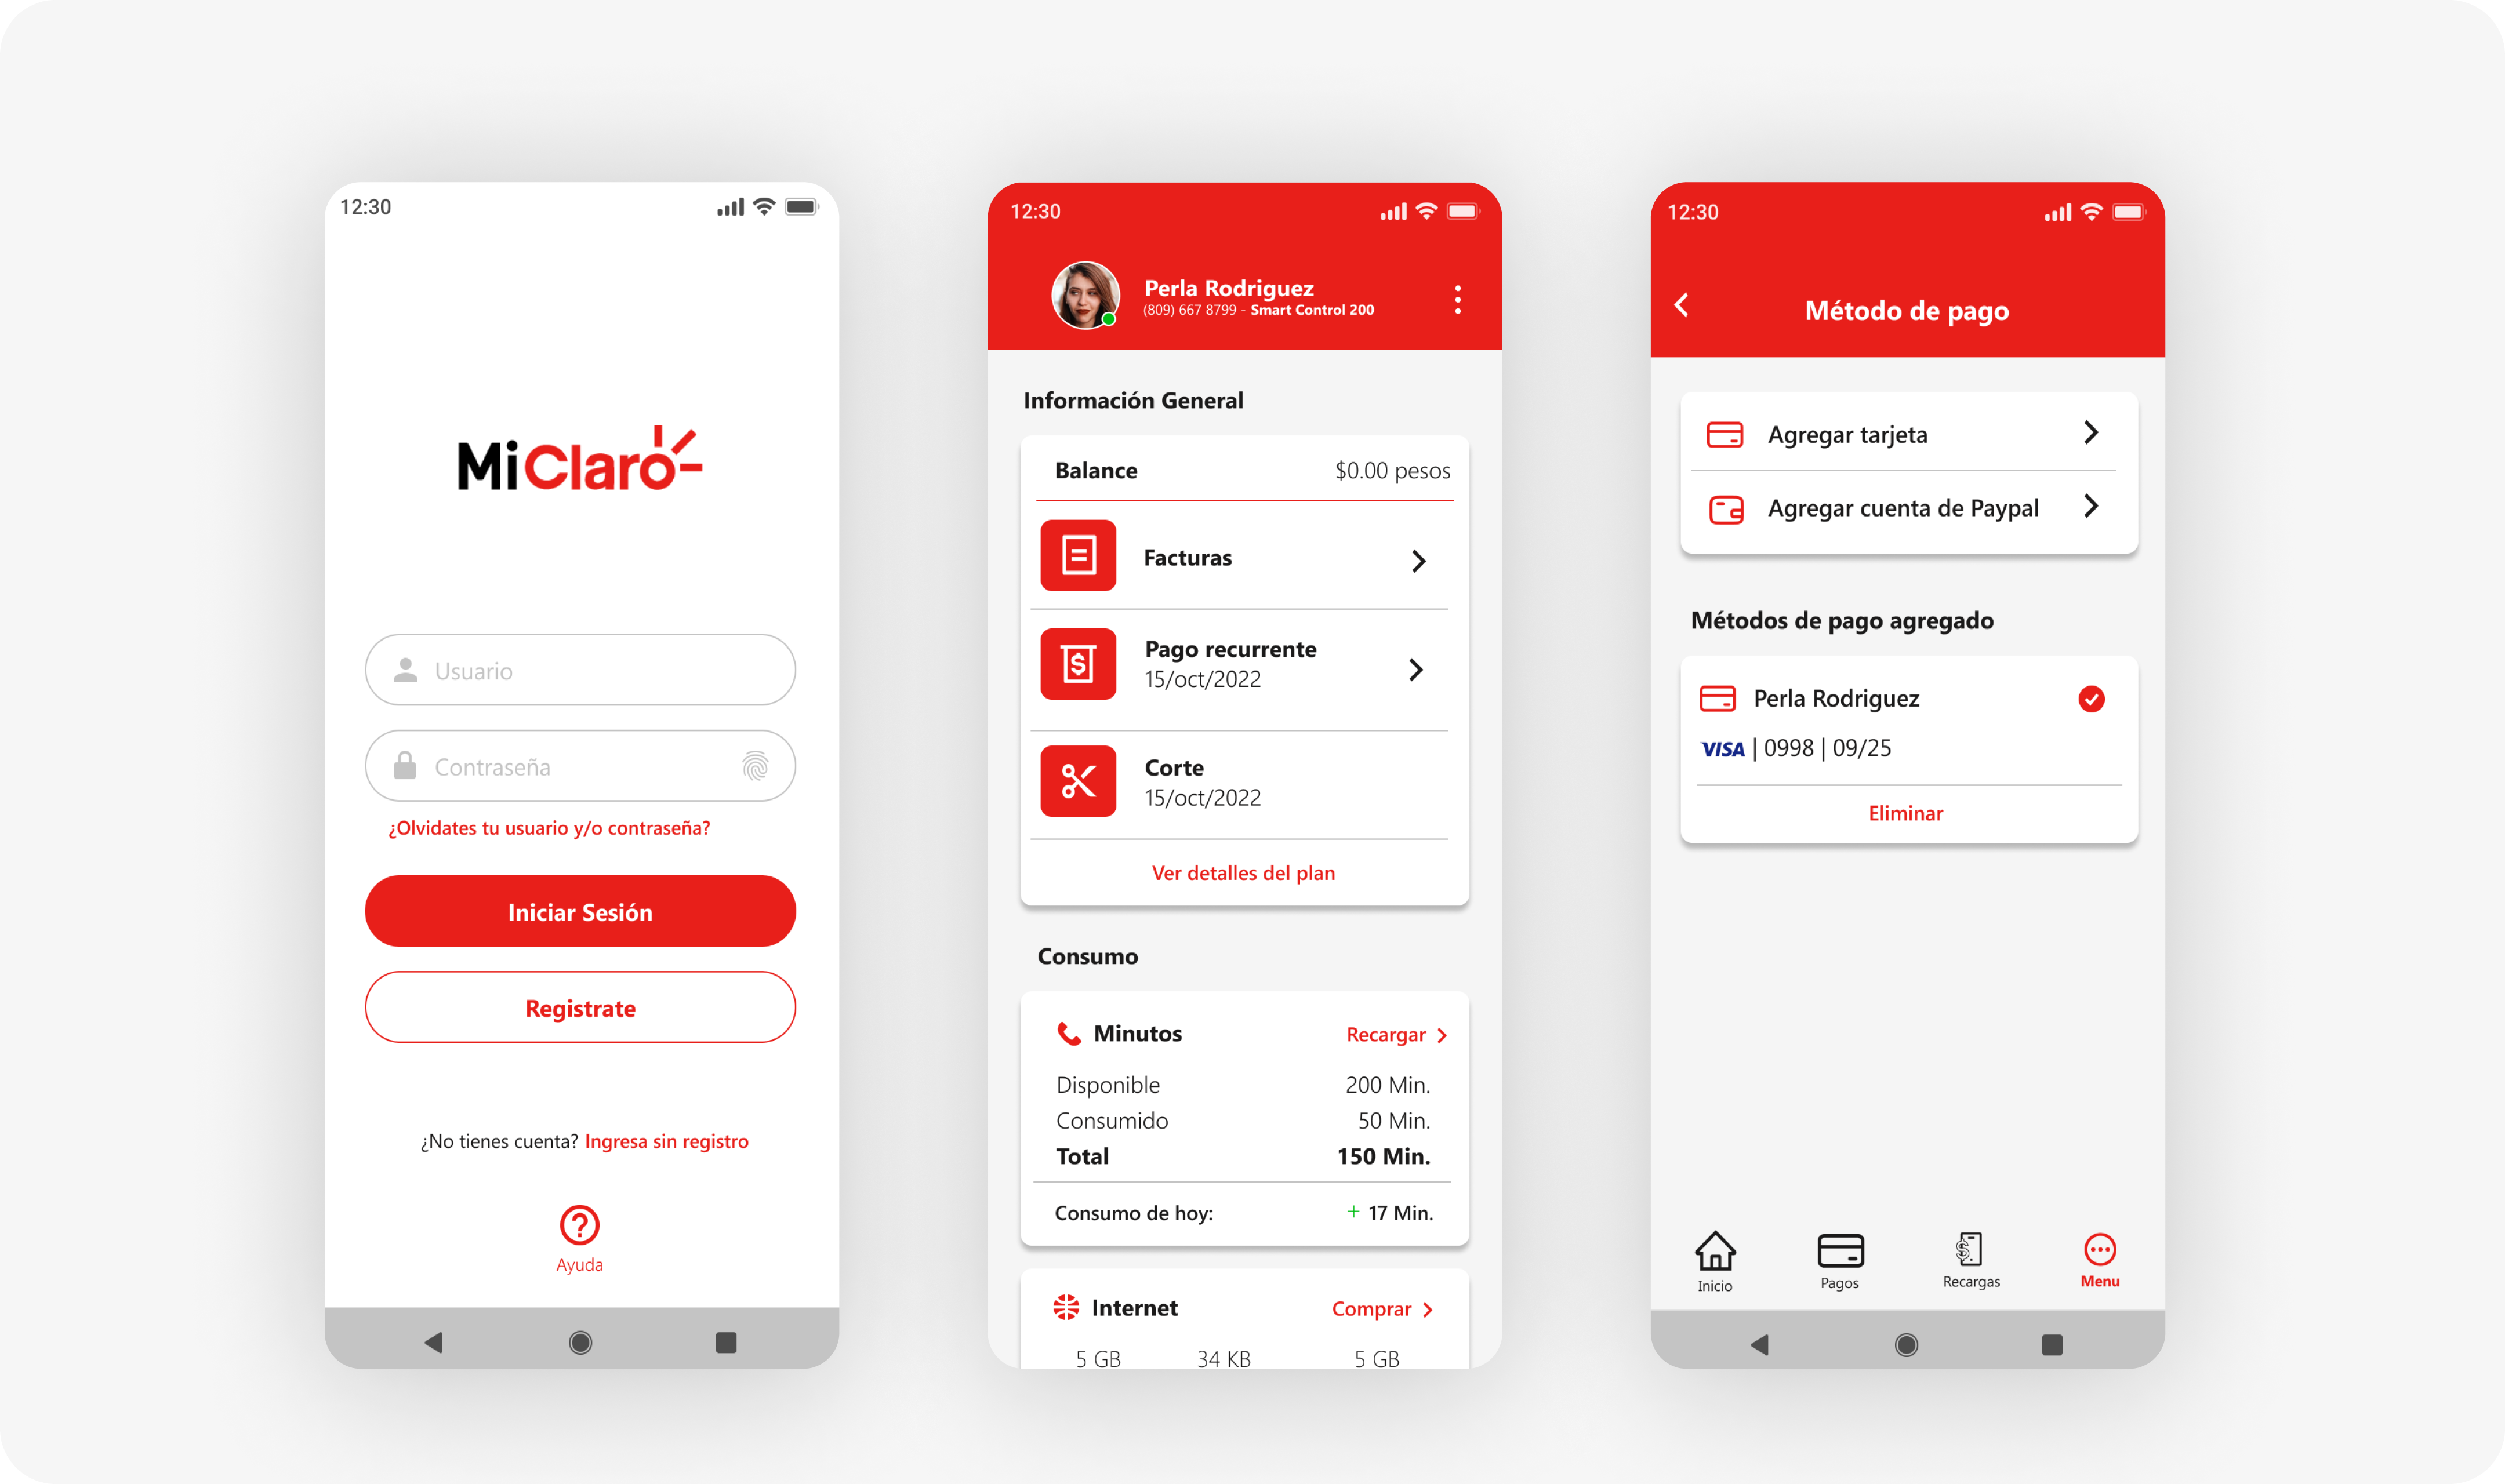 12:30
MiClaro
Usuario
Contraseña
¿Olvidates tu usuario y/o contraseña?
Iniciar Sesión
Registrate
¿No tienes cuenta? Ingresa sin registro
Ayuda
12:30
Perla Rodriguez
(809) 667 8799 - Smart Control 200
Información General
Balance $0.00 pesos
Facturas
Pago recurrente
15/oct/2022
Corte
15/oct/2022
Ver detalles del plan
Consumo
Minutos Recargar
Disponible 200 Min.
Consumido 50 Min.
Total 150 Min.
Consumo de hoy: + 17 Min.
Internet Comprar
5 GB 34 KB 5 GB
12:30
Método de pago
Agregar tarjeta
Agregar cuenta de Paypal
Métodos de pago agregado
Perla Rodriguez
VISA | 0998 | 09/25
Eliminar
Inicio Pagos Recargas Menu